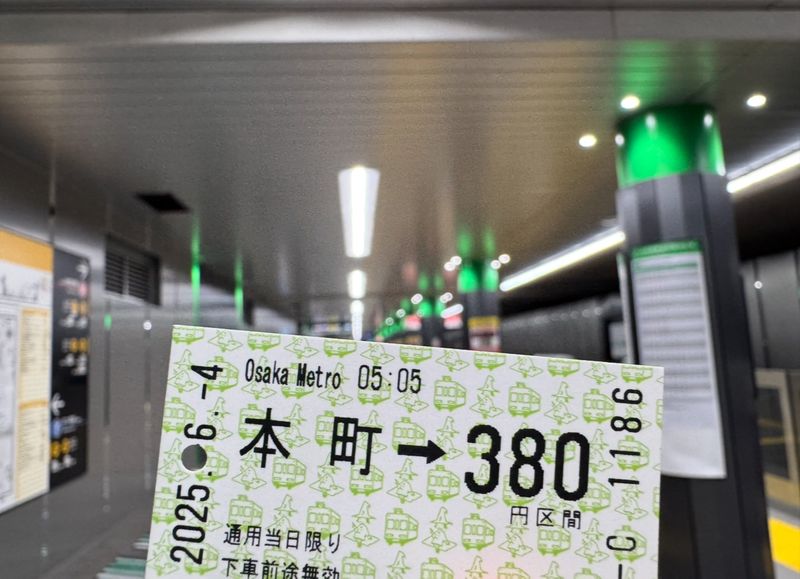 Osaka Metro 05:05
本町→380
円区間
通用当日限り
下車前途無効
2025.6.-4
1186